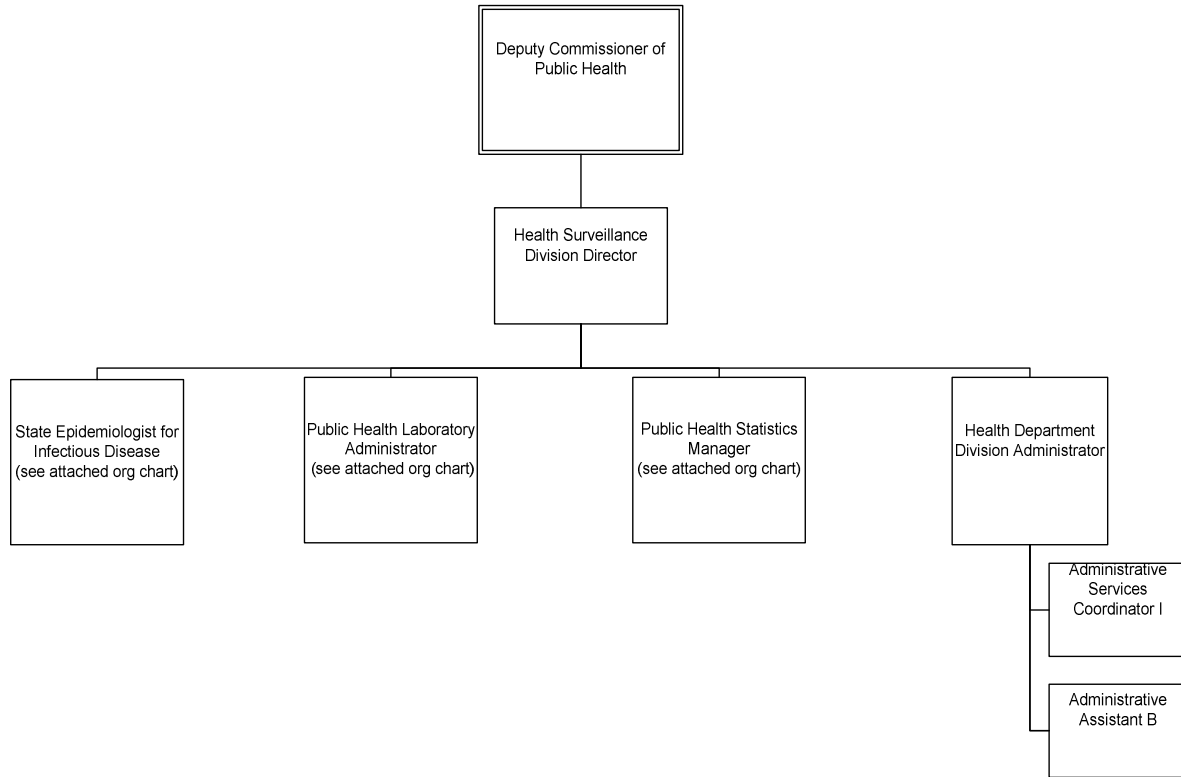 Deputy Commissioner of
Public Health
Health Surveillance
Division Director
State Epidemiologist for
Infectious Disease
(see attached org chart)
Public Health Laboratory
Administrator
(see attached org chart)
Public Health Statistics
Manager
(see attached org chart)
Health Department
Division Administrator
Administrative
Services
Coordinator I
Administrative
Assistant B